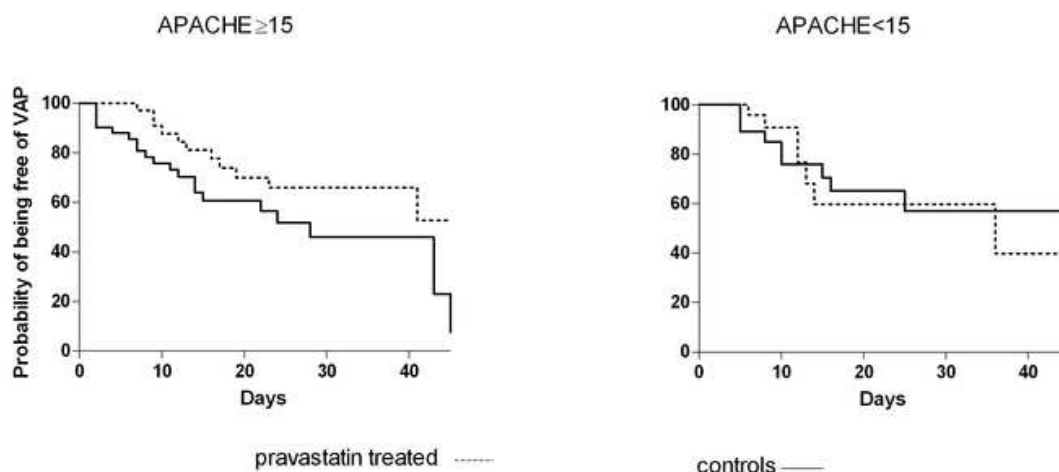 APACHE≥15
Probability of being free of VAP
100
80
60
40
20
0
0 10 20 30 40
Days
APACHE<15
100
80
60
40
20
0
0 10 20 30 40
Days
pravastatin treated
controls